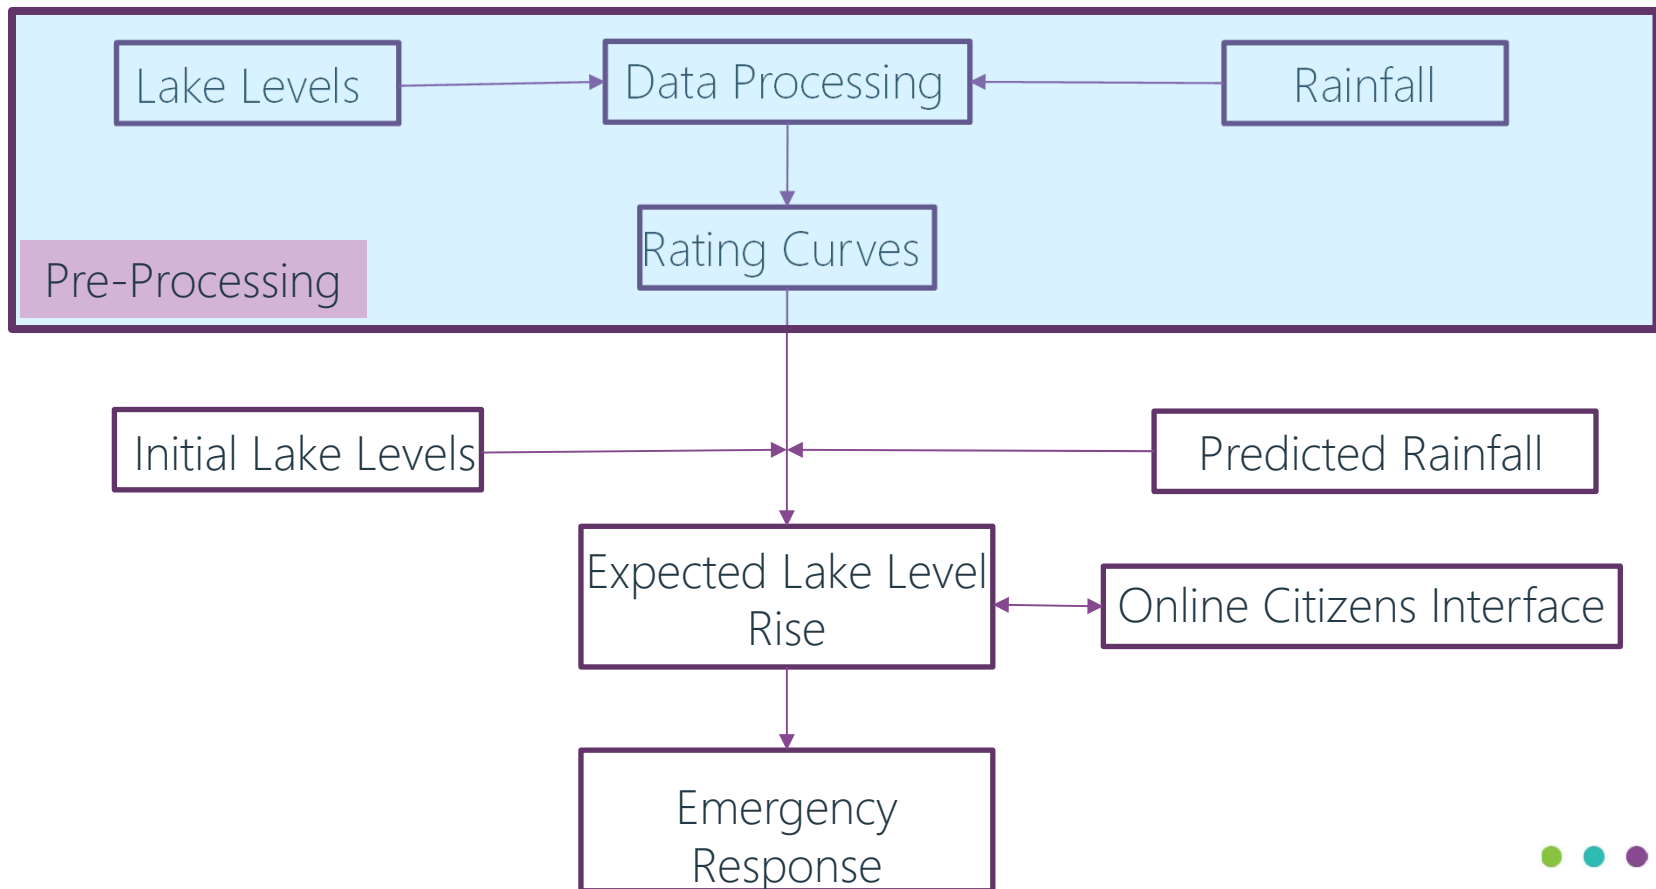 Lake Levels
Data Processing
Rainfall
Rating Curves
Pre-Processing
Initial Lake Levels
Predicted Rainfall
Expected Lake Level
Rise
Online Citizens Interface
Emergency
Response